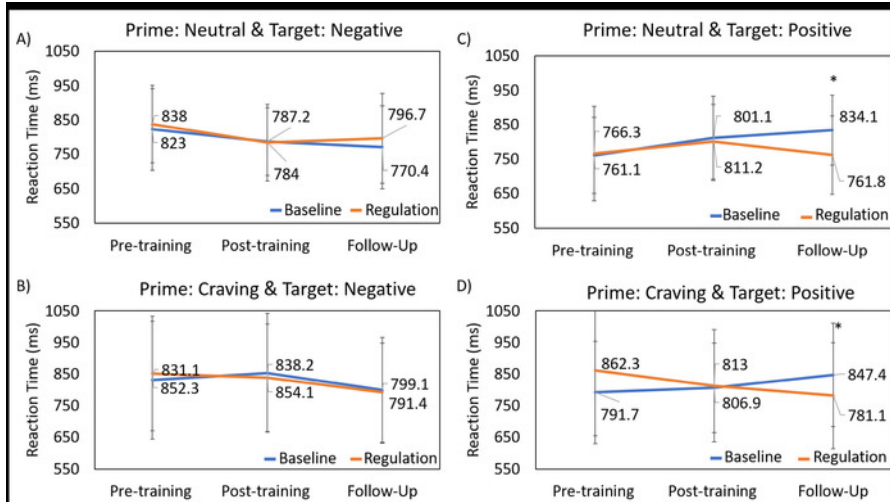 A)
Prime: Neutral & Target: Negative
Reaction Time (ms)
1050
950
850
750
650
550
838
823
787.2
784
796.7
770.4
Baseline
Regulation
Pre-training
Post-training
Follow-Up
C)
Prime: Neutral & Target: Positive
Reaction Time (ms)
1050
950
850
750
650
550
766.3
761.1
801.1
811.2
*
834.1
761.8
Baseline
Regulation
Pre-training
Post-training
Follow-Up
B)
Prime: Craving & Target: Negative
Reaction Time (ms)
1050
950
850
750
650
550
831.1
852.3
838.2
854.1
799.1
791.4
Baseline
Regulation
Pre-training
Post-training
Follow-Up
D)
Prime: Craving & Target: Positive
Reaction Time (ms)
1050
950
850
750
650
550
862.3
791.7
813
806.9
*
847.4
781.1
Baseline
Regulation
Pre-training
Post-training
Follow-Up